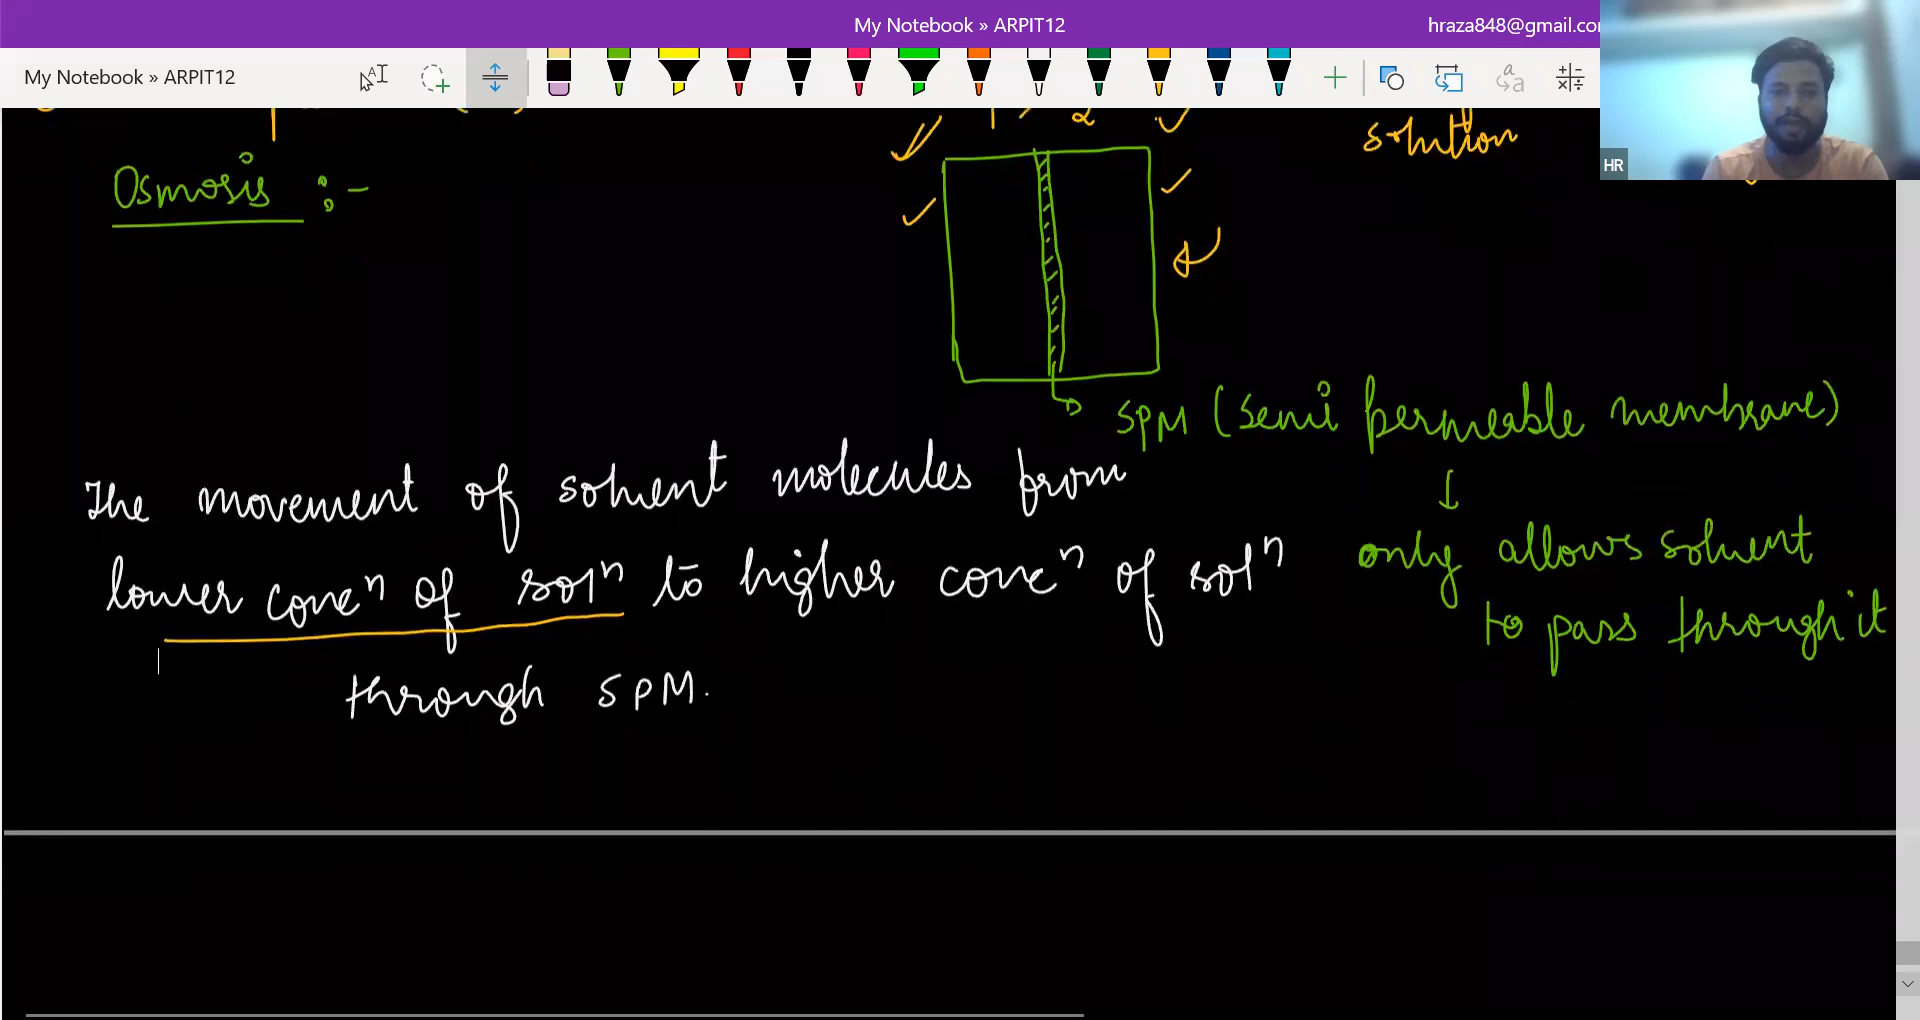 My Notebook » ARPIT12
hraza848@gmail.co
My Notebook » ARPIT12
HR
1 > 2
solution
Osmosis :-
SPM (semi permeable membrane)
↓
only allows solvent
to pass through it
The movement of solvent molecules from
lower concⁿ of solⁿ to higher concⁿ of solⁿ
through SPM.